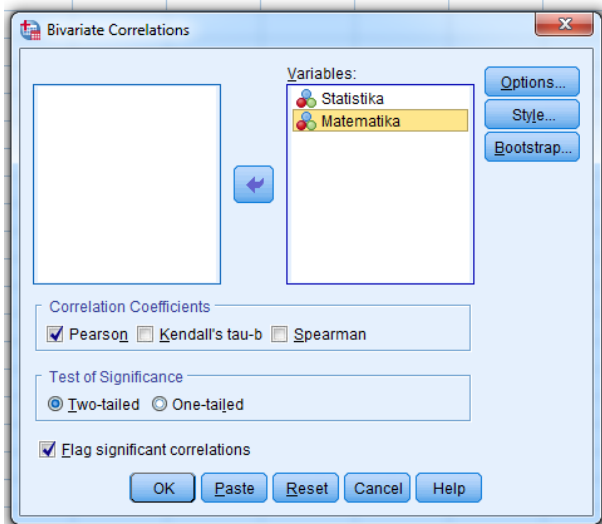 Bivariate Correlations
Variables:
Statistika
Matematika
Options...
Style...
Bootstrap...
Correlation Coefficients
Pearson Kendall's tau-b Spearman
Test of Significance
Two-tailed One-tailed
Flag significant correlations
OK Paste Reset Cancel Help